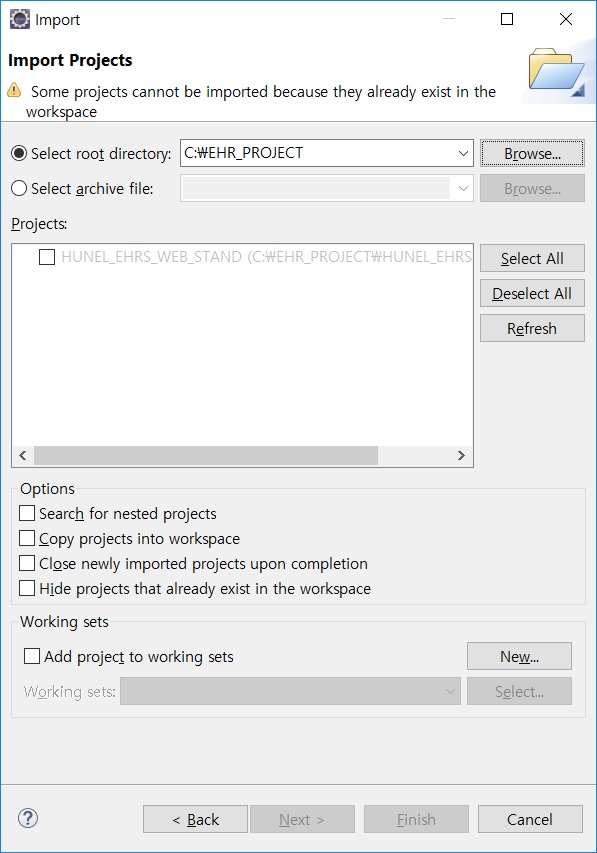 Import
Import Projects
Some projects cannot be imported because they already exist in the
workspace
Select root directory: C:₩EHR_PROJECT Browse...
Select archive file: Browse...
Projects:
HUNEL_EHRS_WEB_STAND (C:₩EHR_PROJECT₩HUNEL_EHRS
Select All
Deselect All
Refresh
Options
Search for nested projects
Copy projects into workspace
Close newly imported projects upon completion
Hide projects that already exist in the workspace
Working sets
Add project to working sets New...
Working sets: Select...
? < Back Next > Finish Cancel